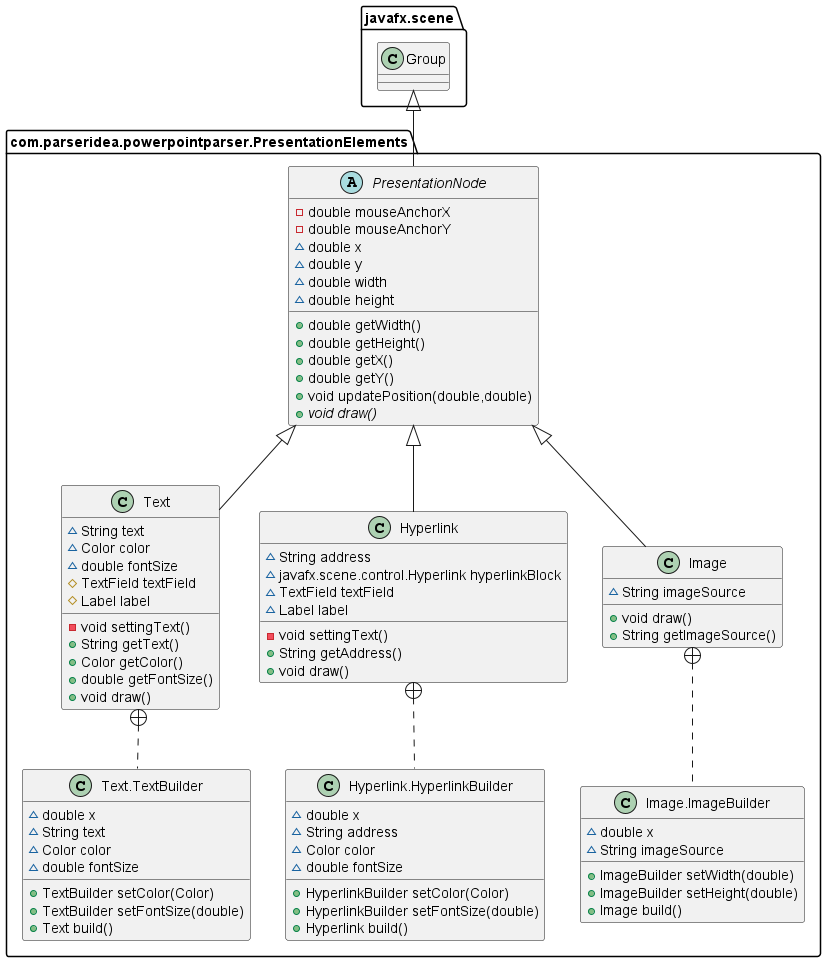 javafx.scene
C Group
com.parseridea.powerpointparser.PresentationElements
A PresentationNode
double mouseAnchorX
double mouseAnchorY
double x
double y
double width
double height
double getWidth()
double getHeight()
double getX()
double getY()
void updatePosition(double,double)
void draw()
C Text
String text
Color color
double fontSize
TextField textField
Label label
void settingText()
String getText()
Color getColor()
double getFontSize()
void draw()
C Hyperlink
String address
javafx.scene.control.Hyperlink hyperlinkBlock
TextField textField
Label label
void settingText()
String getAddress()
void draw()
C Image
String imageSource
void draw()
String getImageSource()
C Text.TextBuilder
double x
String text
Color color
double fontSize
TextBuilder setColor(Color)
TextBuilder setFontSize(double)
Text build()
C Hyperlink.HyperlinkBuilder
double x
String address
Color color
double fontSize
HyperlinkBuilder setColor(Color)
HyperlinkBuilder setFontSize(double)
Hyperlink build()
C Image.ImageBuilder
double x
String imageSource
ImageBuilder setWidth(double)
ImageBuilder setHeight(double)
Image build()